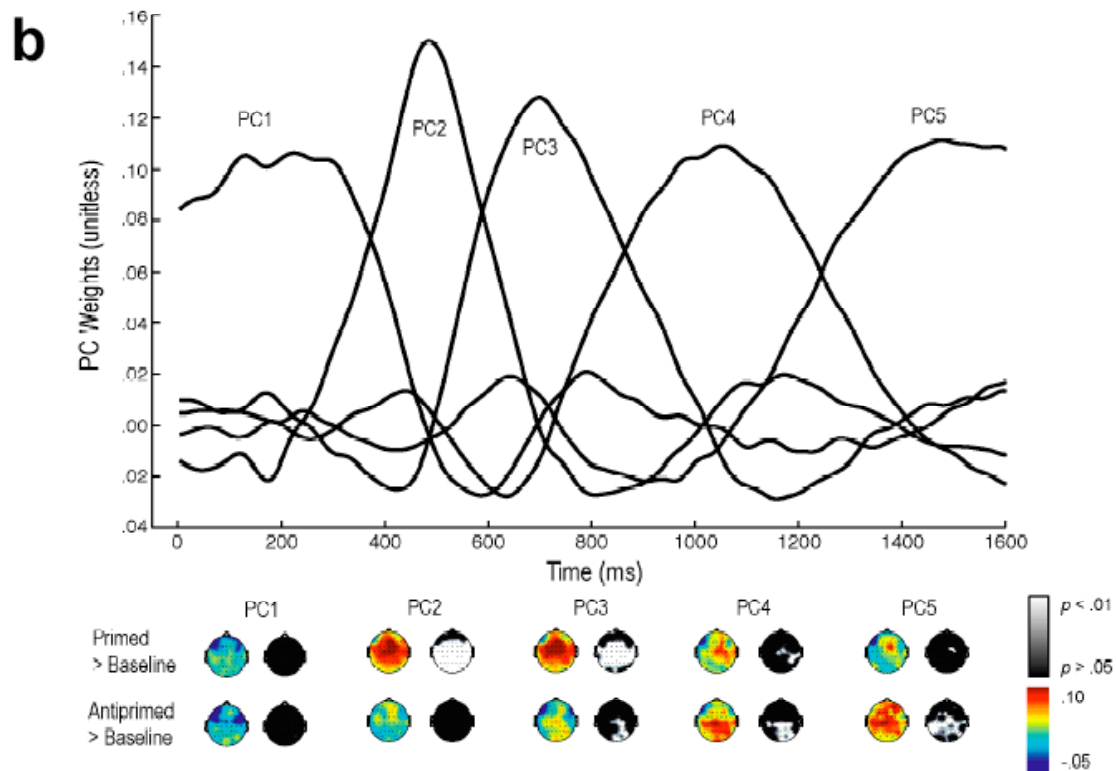 b
.16
.14
.12
.10
.08
.06
.04
.02
.00
.02
.04
PC Weights (unitless)
PC1
PC2
PC3
PC4
PC5
0 200 400 600 800 1000 1200 1400 1600
Time (ms)
PC1 PC2 PC3 PC4 PC5
Primed
> Baseline
Antiprimed
> Baseline
p < .01
p > .05
.10
-.05